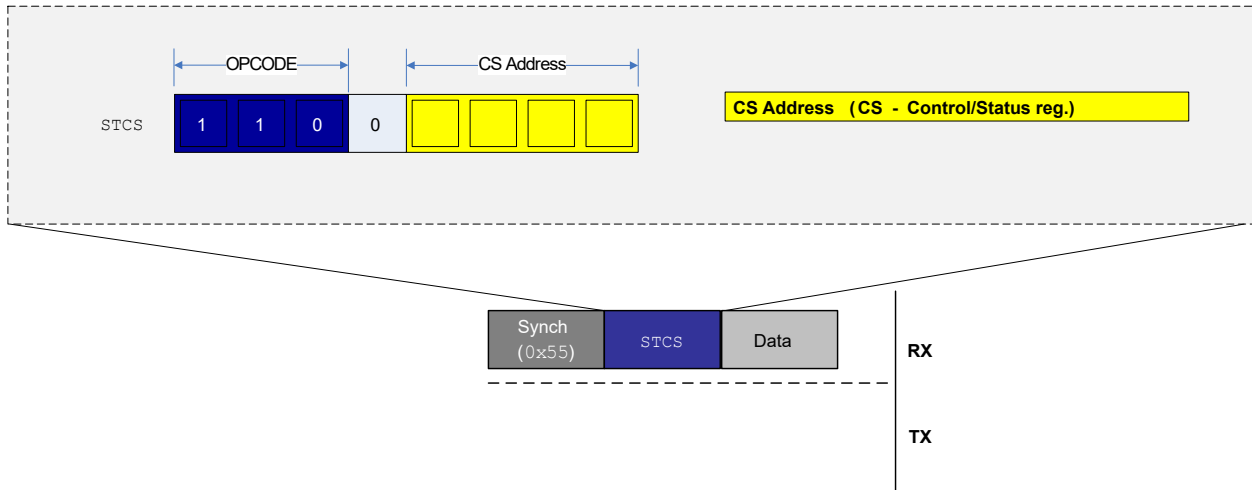 OPCODE
CS Address
STCS
1 1 0 0
CS Address (CS - Control/Status reg.)
Synch
(0x55)
STCS
Data
RX
TX